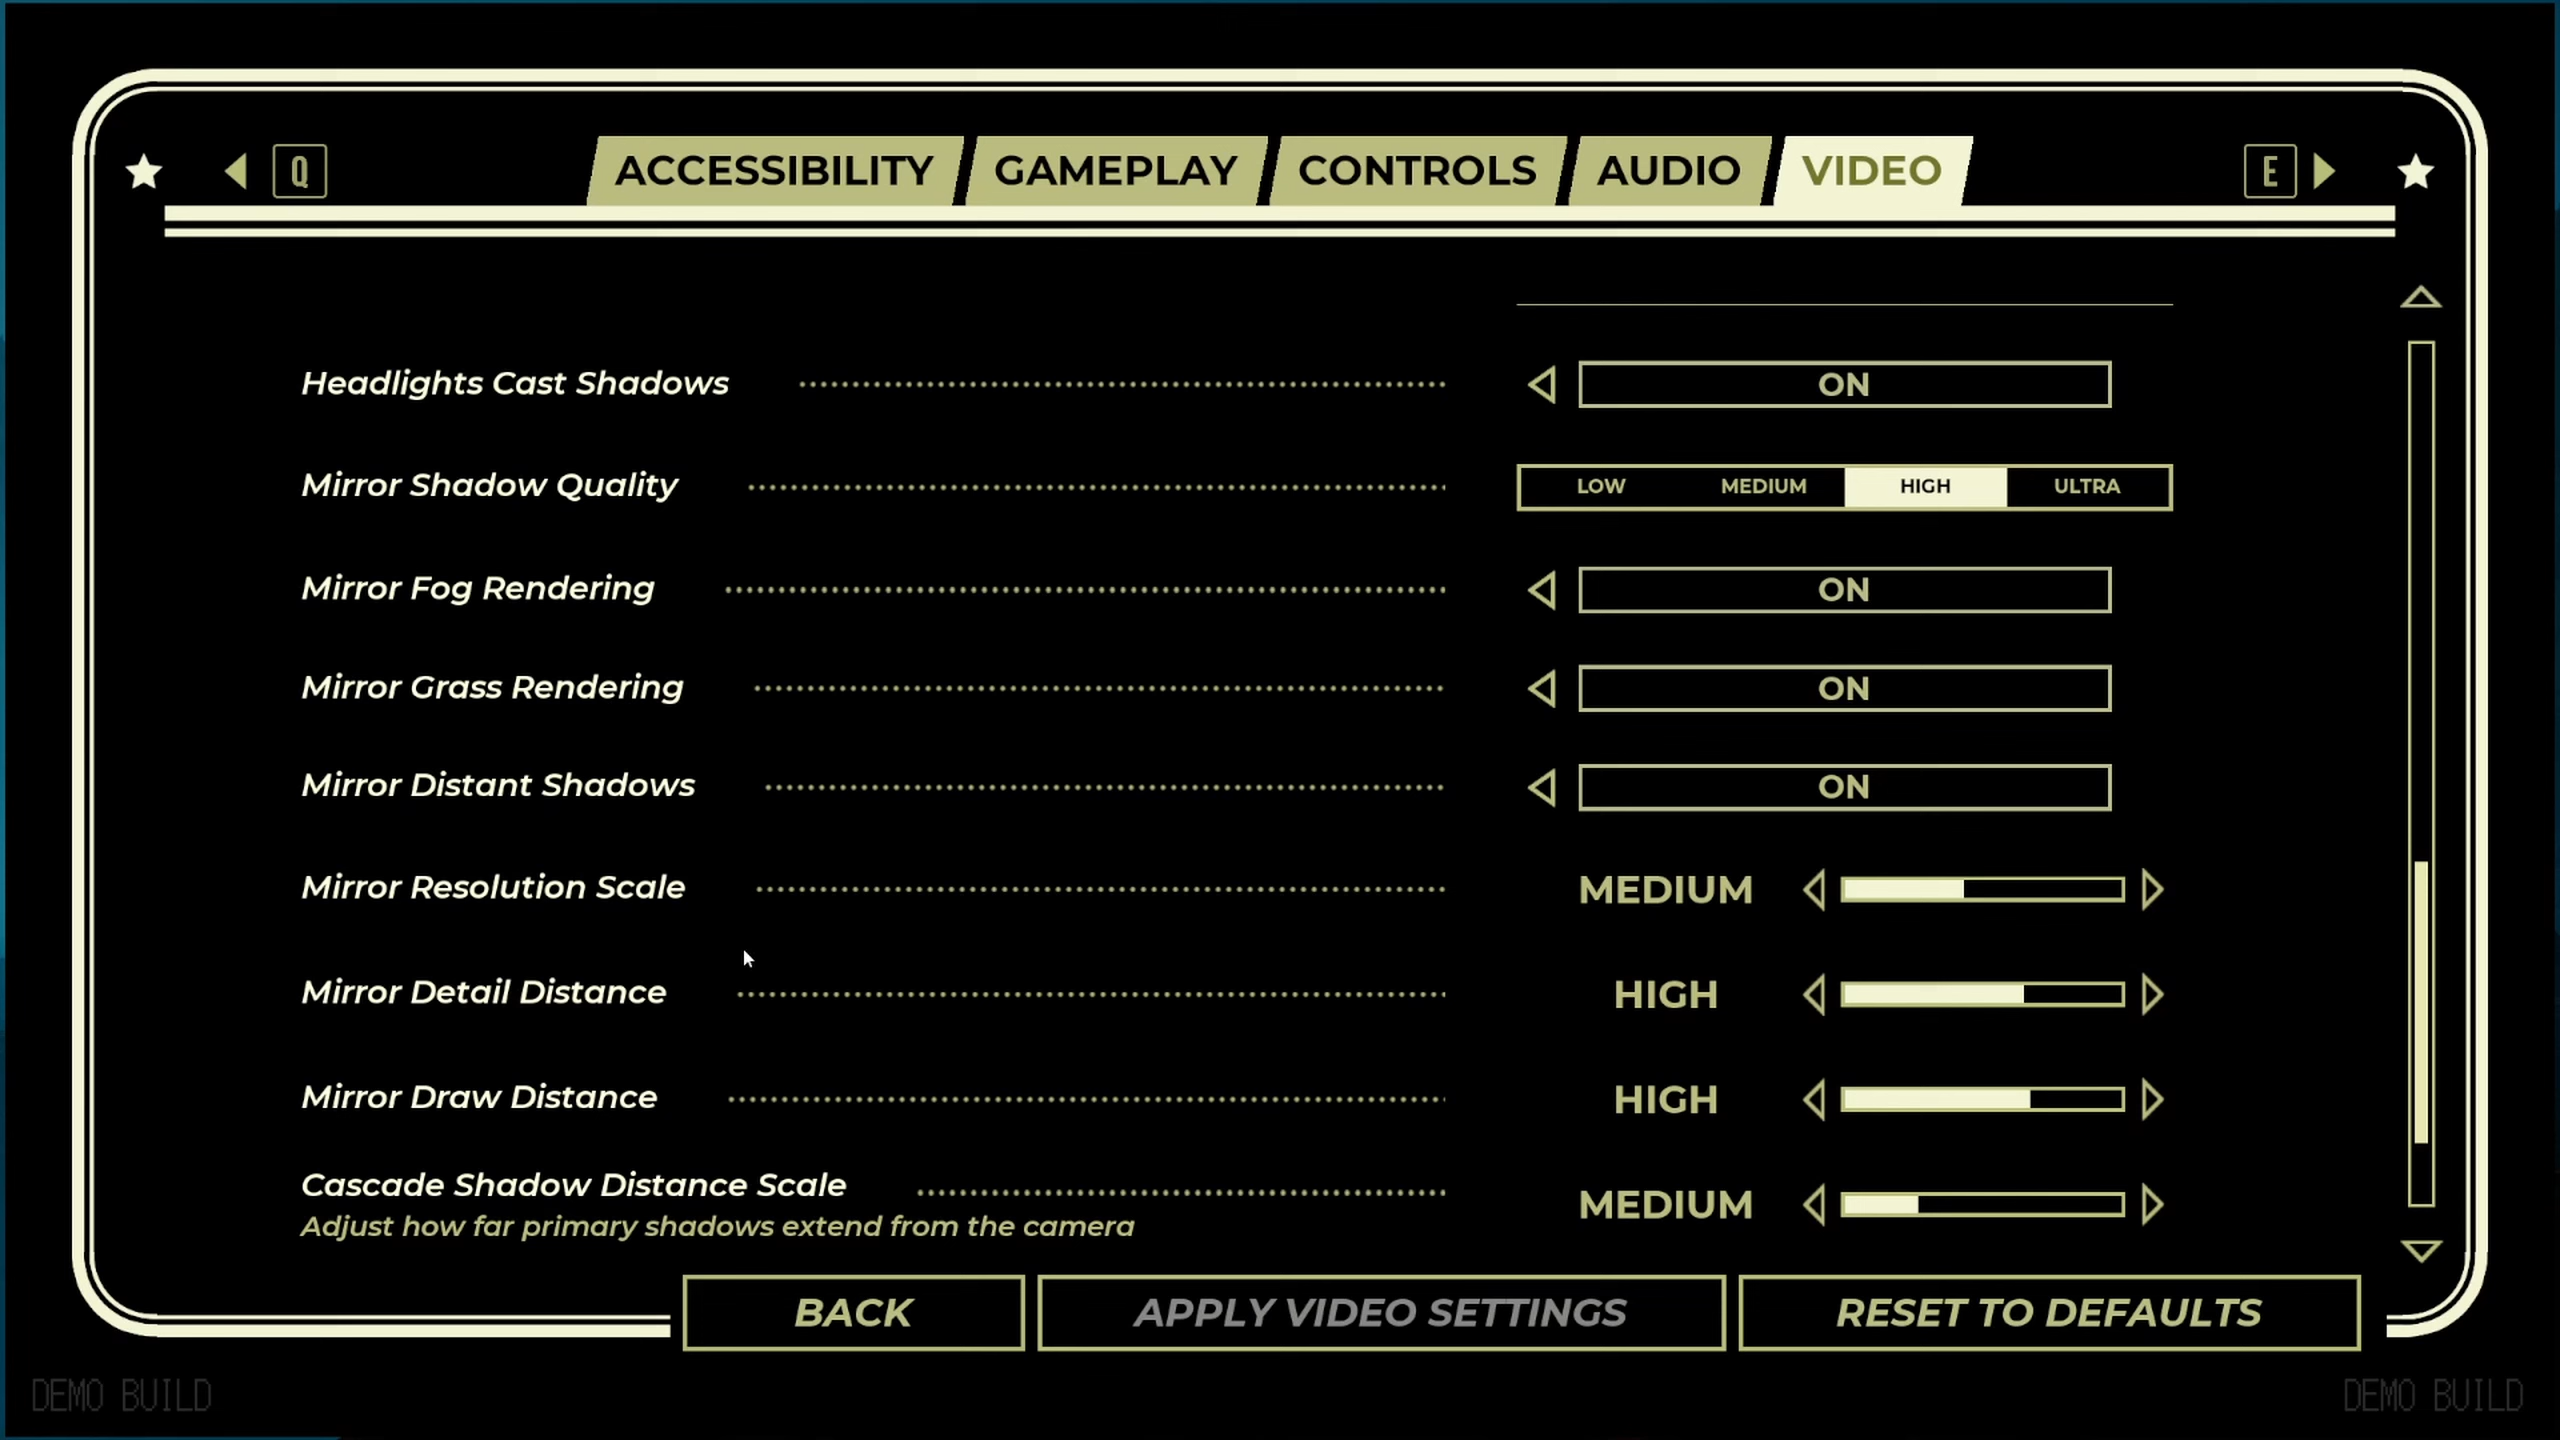 Q ACCESSIBILITY GAMEPLAY CONTROLS AUDIO VIDEO E
Headlights Cast Shadows ON
Mirror Shadow Quality LOW MEDIUM HIGH ULTRA
Mirror Fog Rendering ON
Mirror Grass Rendering ON
Mirror Distant Shadows ON
Mirror Resolution Scale MEDIUM
Mirror Detail Distance HIGH
Mirror Draw Distance HIGH
Cascade Shadow Distance Scale MEDIUM
Adjust how far primary shadows extend from the camera
BACK APPLY VIDEO SETTINGS RESET TO DEFAULTS
DEMO BUILD DEMO BUILD